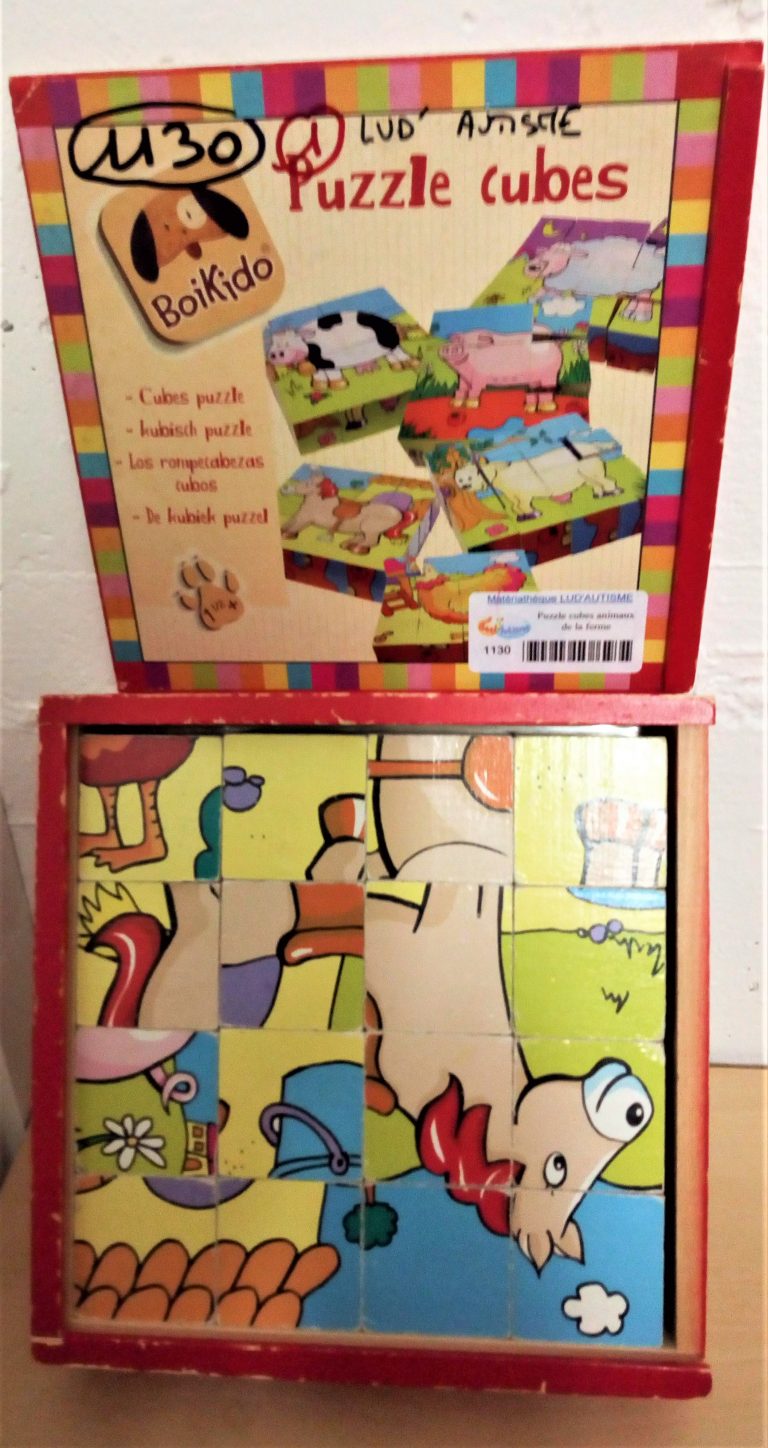 1130 1 LUD' AUTISME
Puzzle cubes
BoiKido
- Cubes puzzle
- kubisch puzzle
- Los rompecabezas
cubos
- De kubiek puzzel
Matériathèque LUD'AUTISME
Puzzle cubes animaux
de la ferme
1130